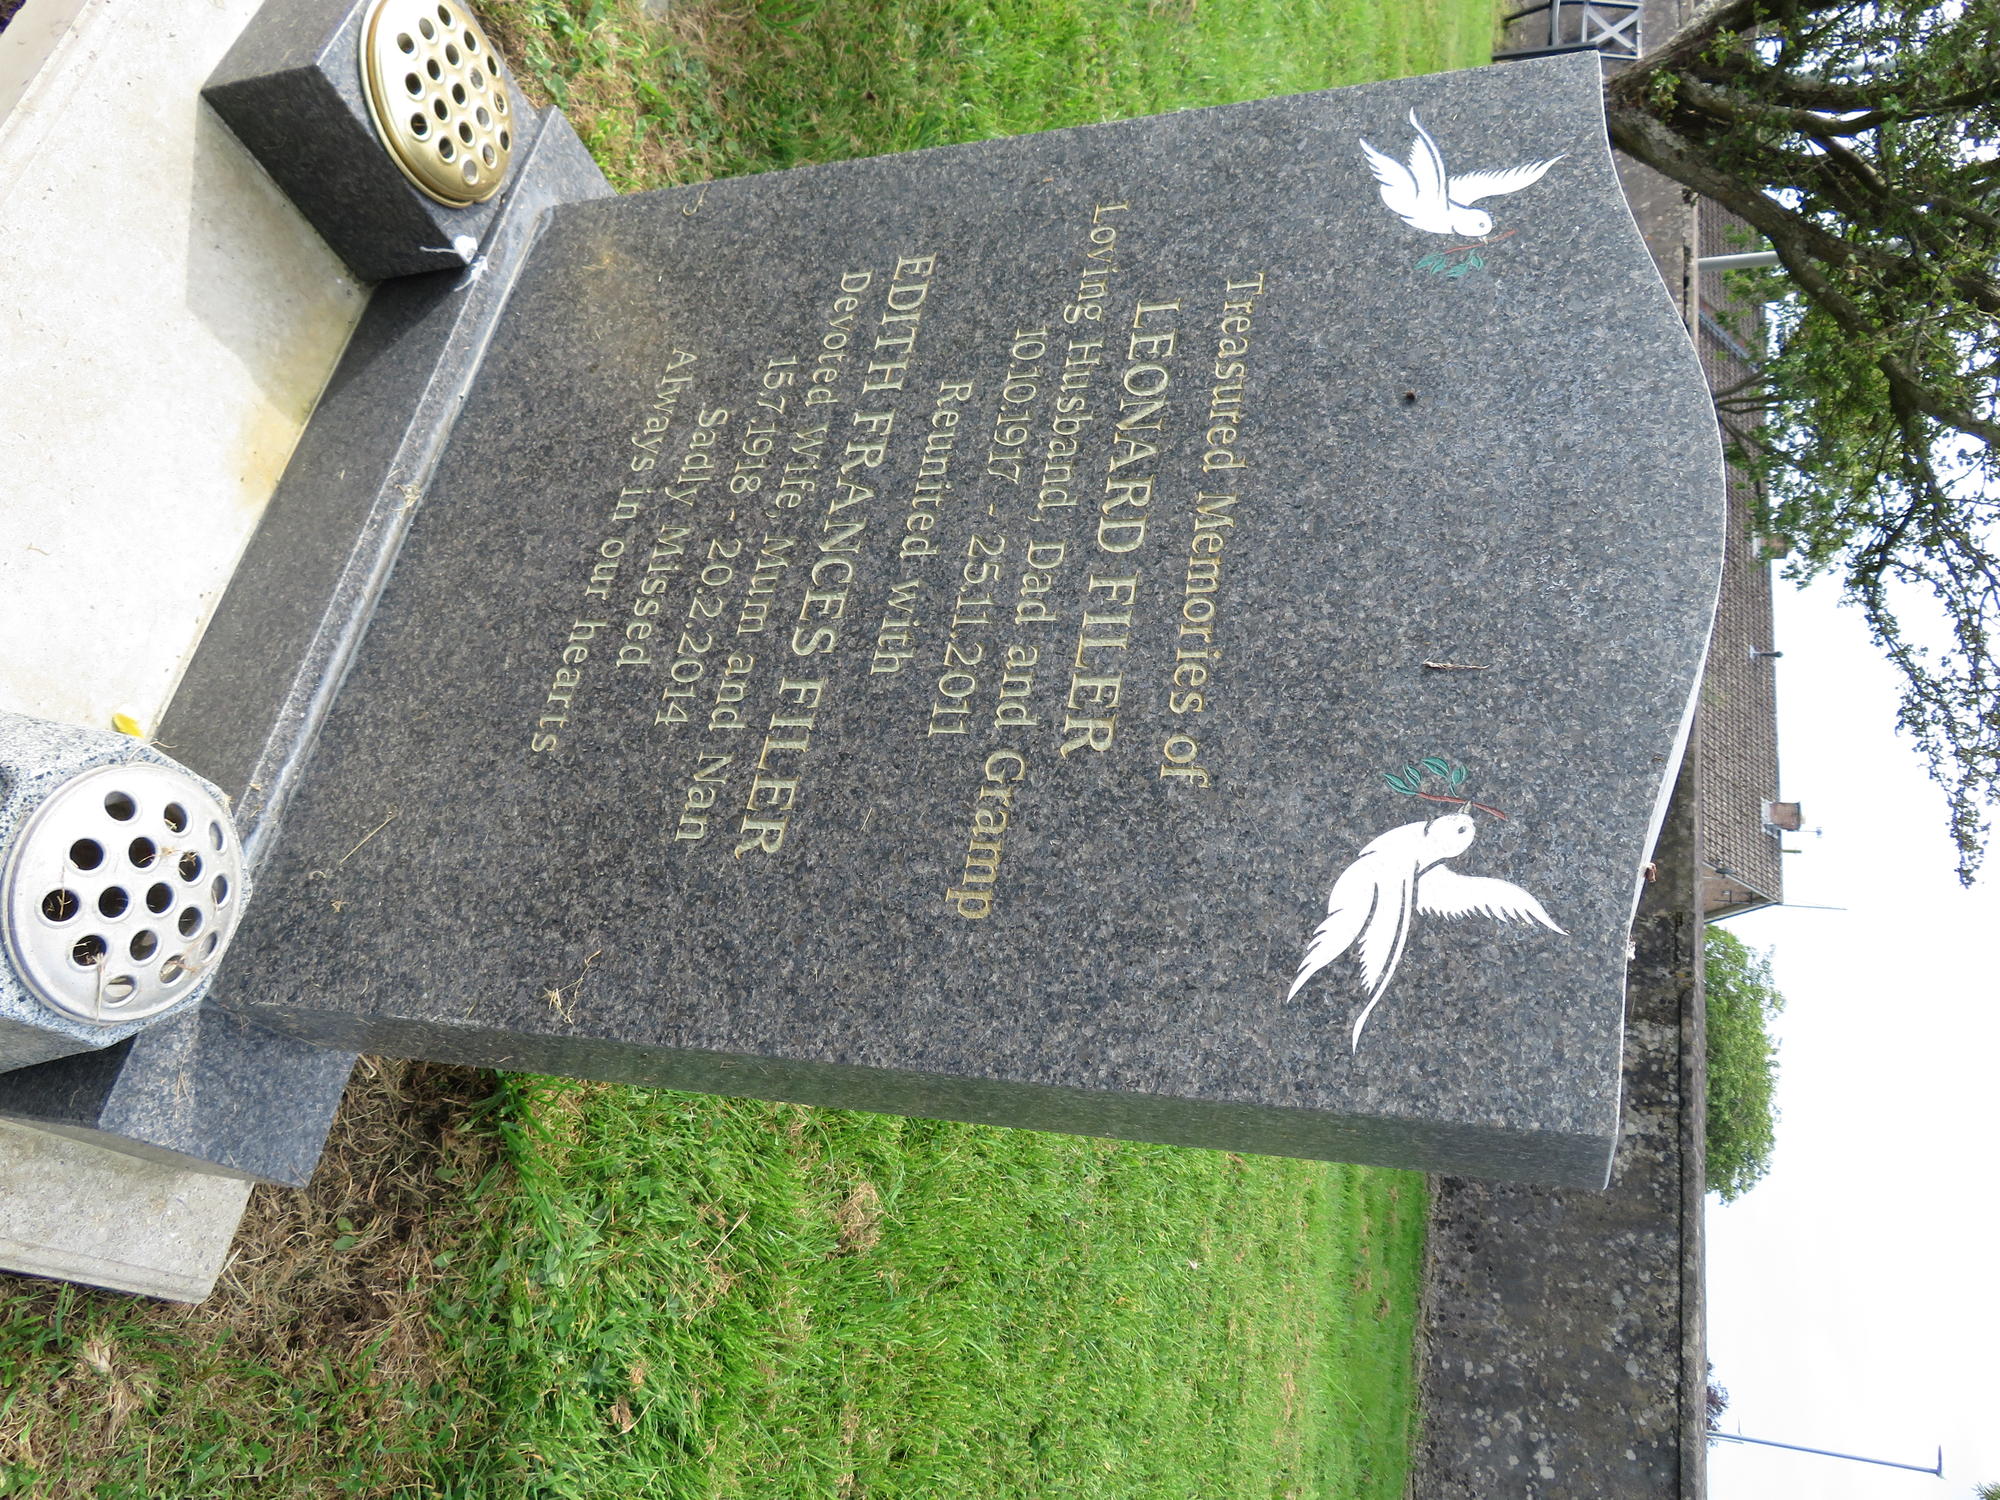 Treasured Memories of
LEONARD FILER
Loving Husband, Dad and Gramp
10.10.1917 - 25.11.2011
Reunited with
EDITH FRANCES FILER
Devoted Wife, Mum and Nan
15.7.1918 - 20.2.2014
Sadly Missed
Always in our hearts